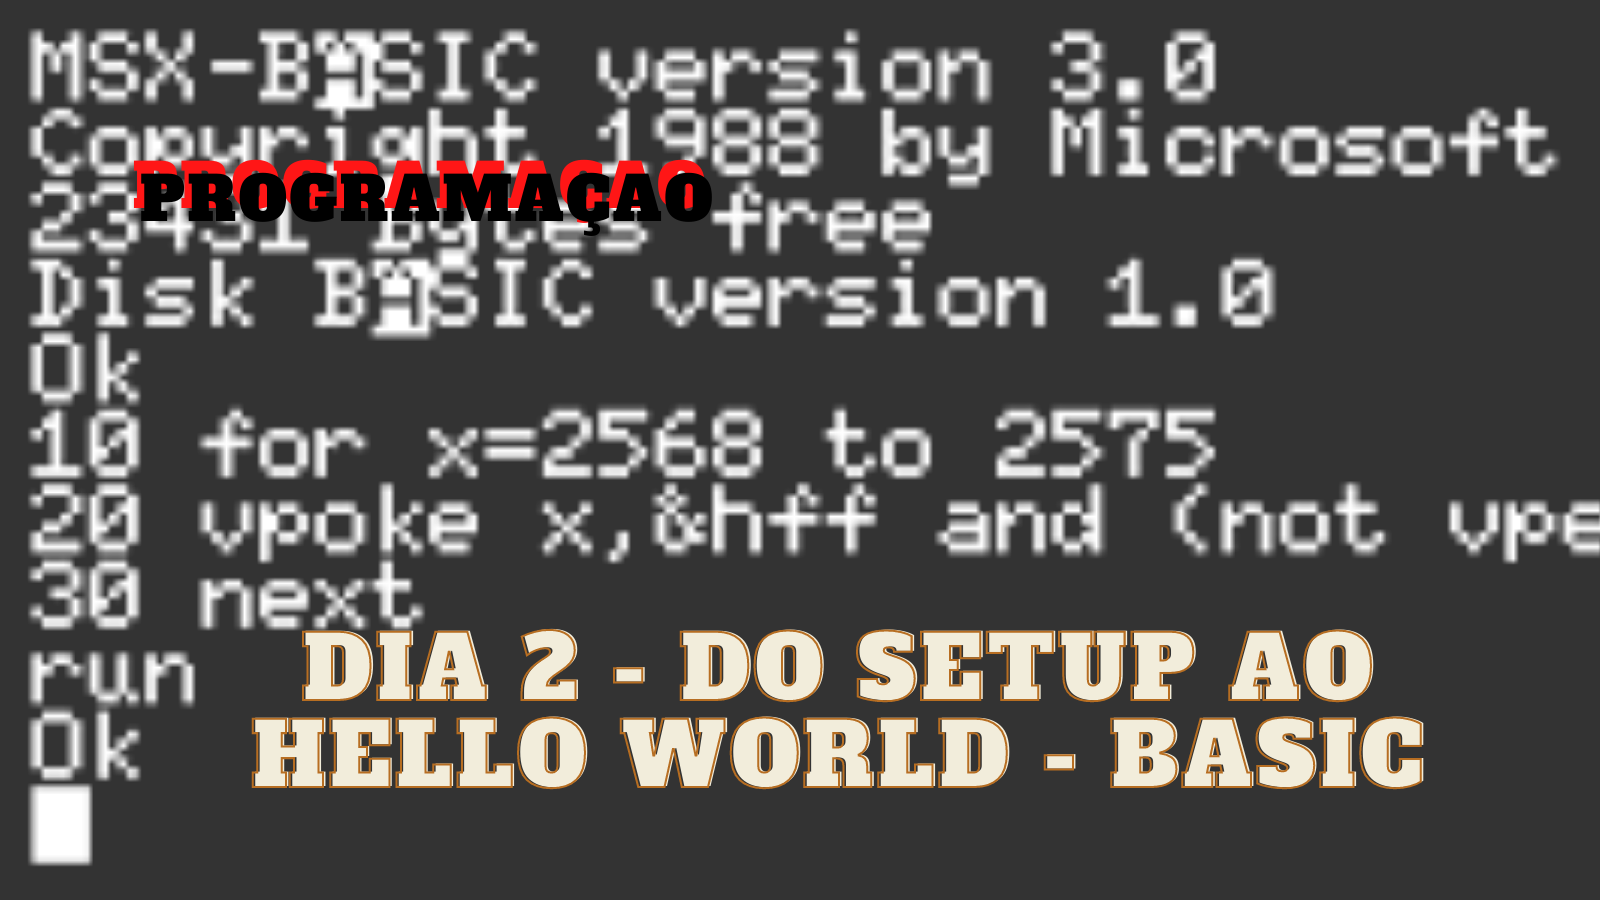 MSX-BASIC version 3.0
Copyright 1988 by Microsoft
PROGRAMAÇAO
23431 Bytes free
Disk BASIC version 1.0
Ok
10 for x=2568 to 2575
20 vpoke x,&hff and (not vpe
30 next
run
Ok
DIA 2 - DO SETUP AO
HELLO WORLD - BASIC